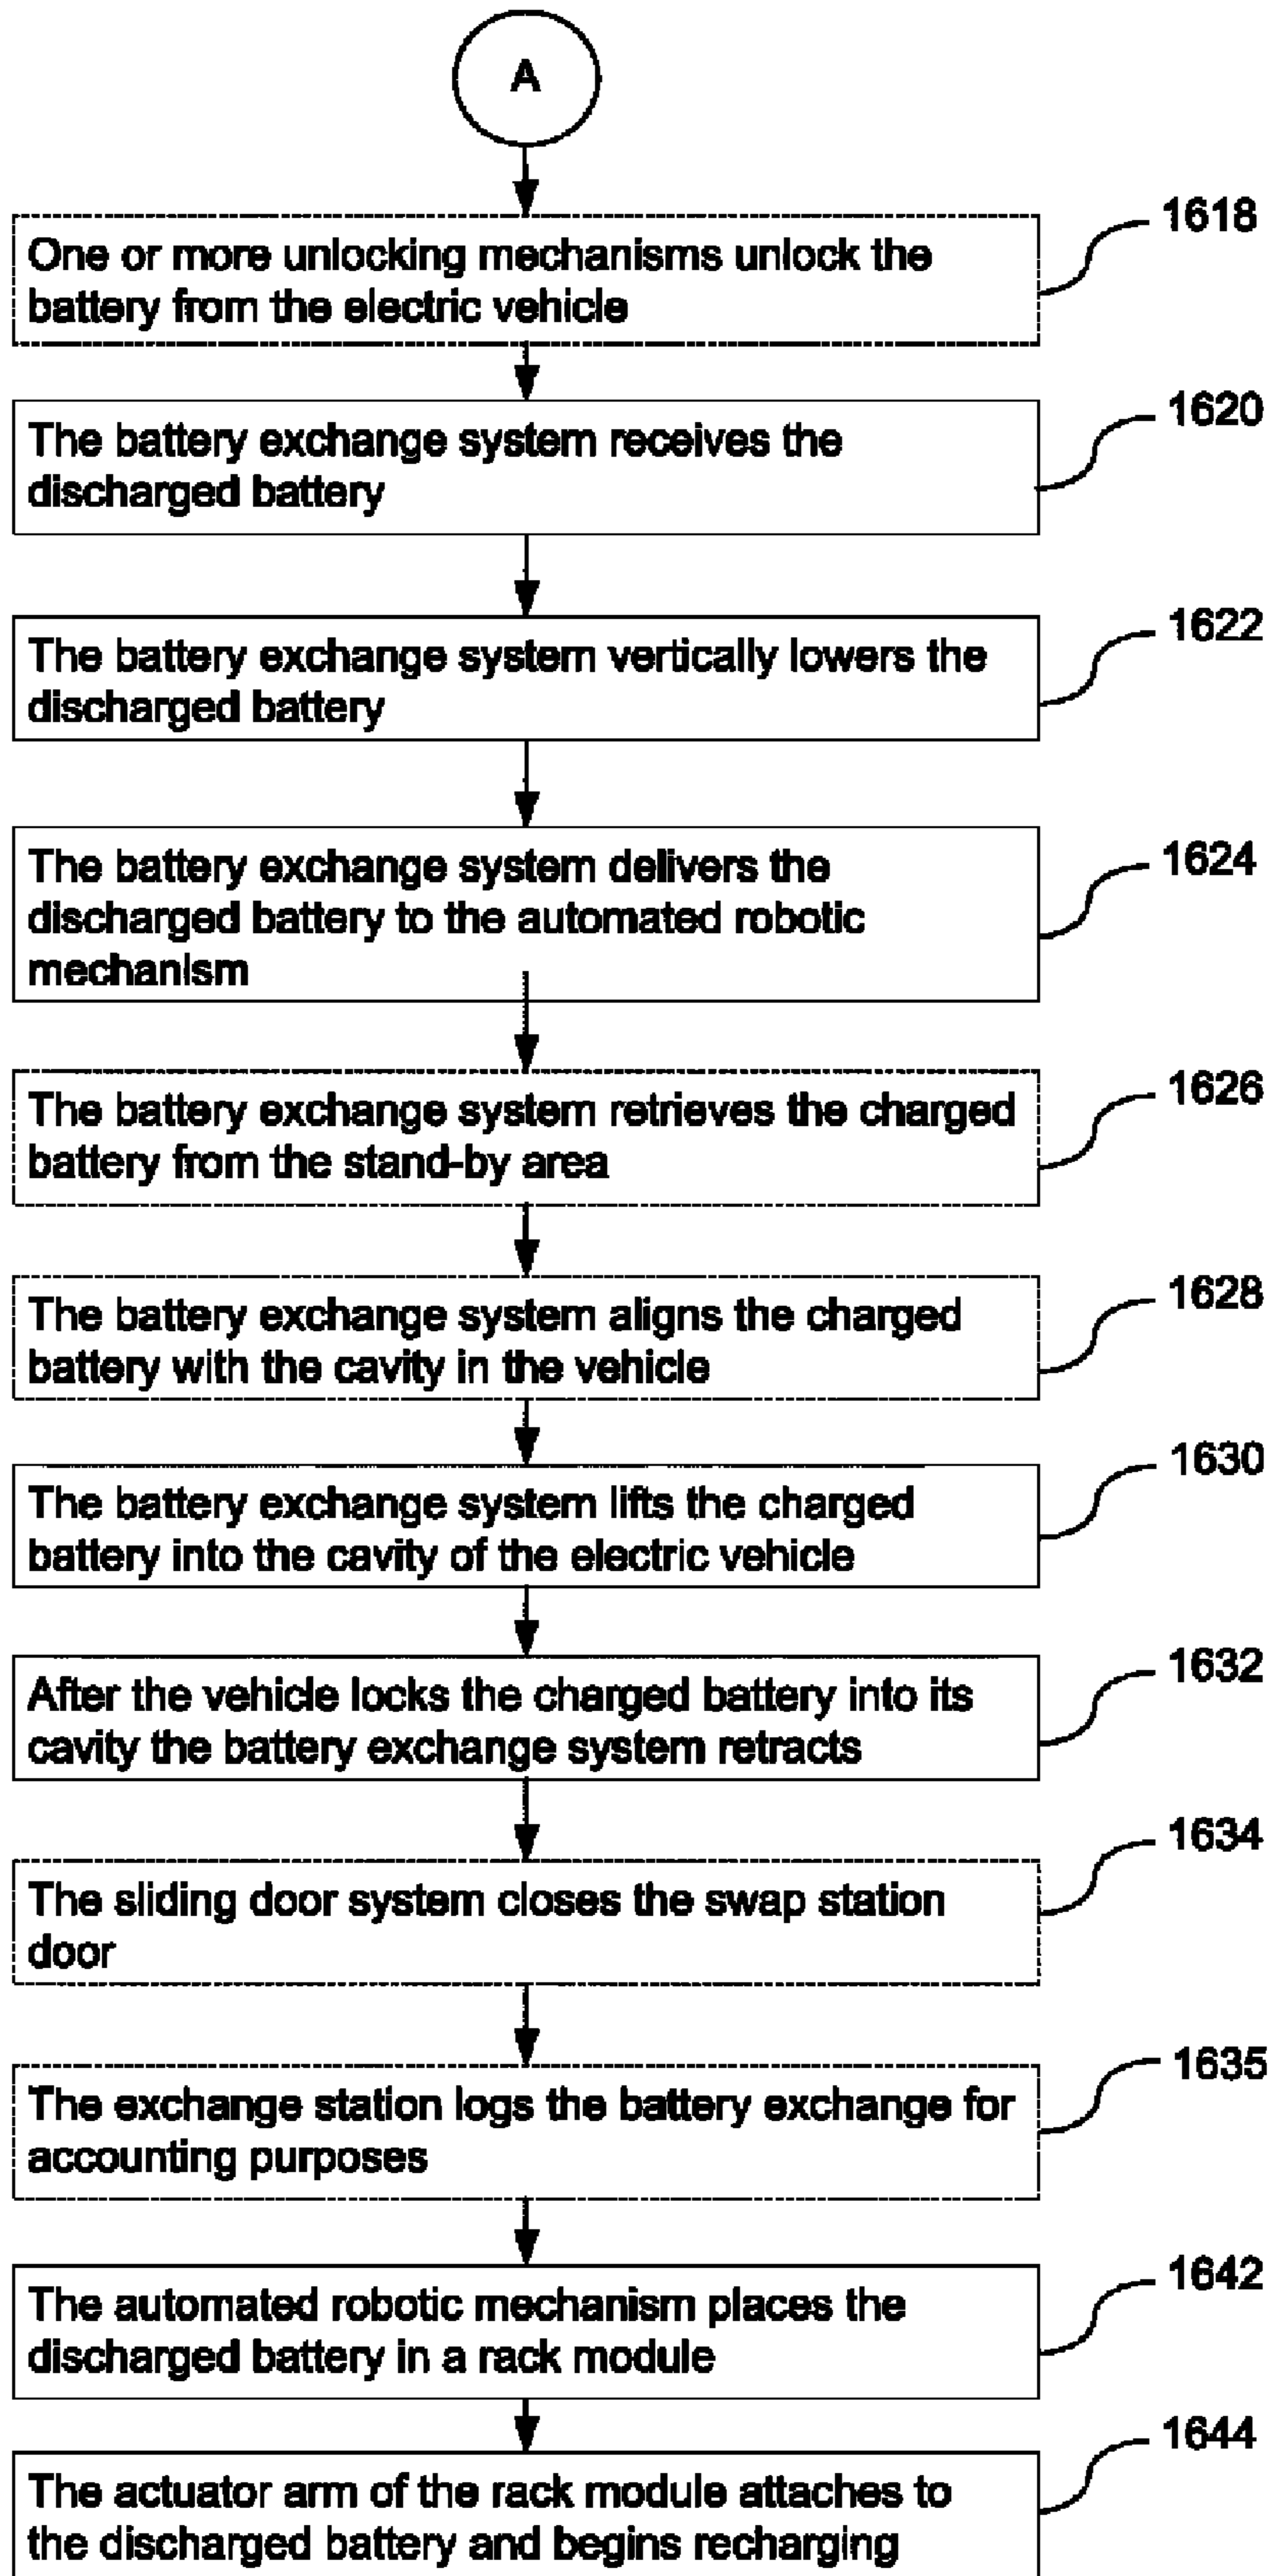 A
One or more unlocking mechanisms unlock the
battery from the electric vehicle
1618
The battery exchange system receives the
discharged battery
1620
The battery exchange system vertically lowers the
discharged battery
1622
The battery exchange system delivers the
discharged battery to the automated robotic
mechanism
1624
The battery exchange system retrieves the charged
battery from the stand-by area
1626
The battery exchange system aligns the charged
battery with the cavity in the vehicle
1628
The battery exchange system lifts the charged
battery into the cavity of the electric vehicle
1630
After the vehicle locks the charged battery into its
cavity the battery exchange system retracts
1632
The sliding door system closes the swap station
door
1634
The exchange station logs the battery exchange for
accounting purposes
1635
The automated robotic mechanism places the
discharged battery in a rack module
1642
The actuator arm of the rack module attaches to
the discharged battery and begins recharging
1644